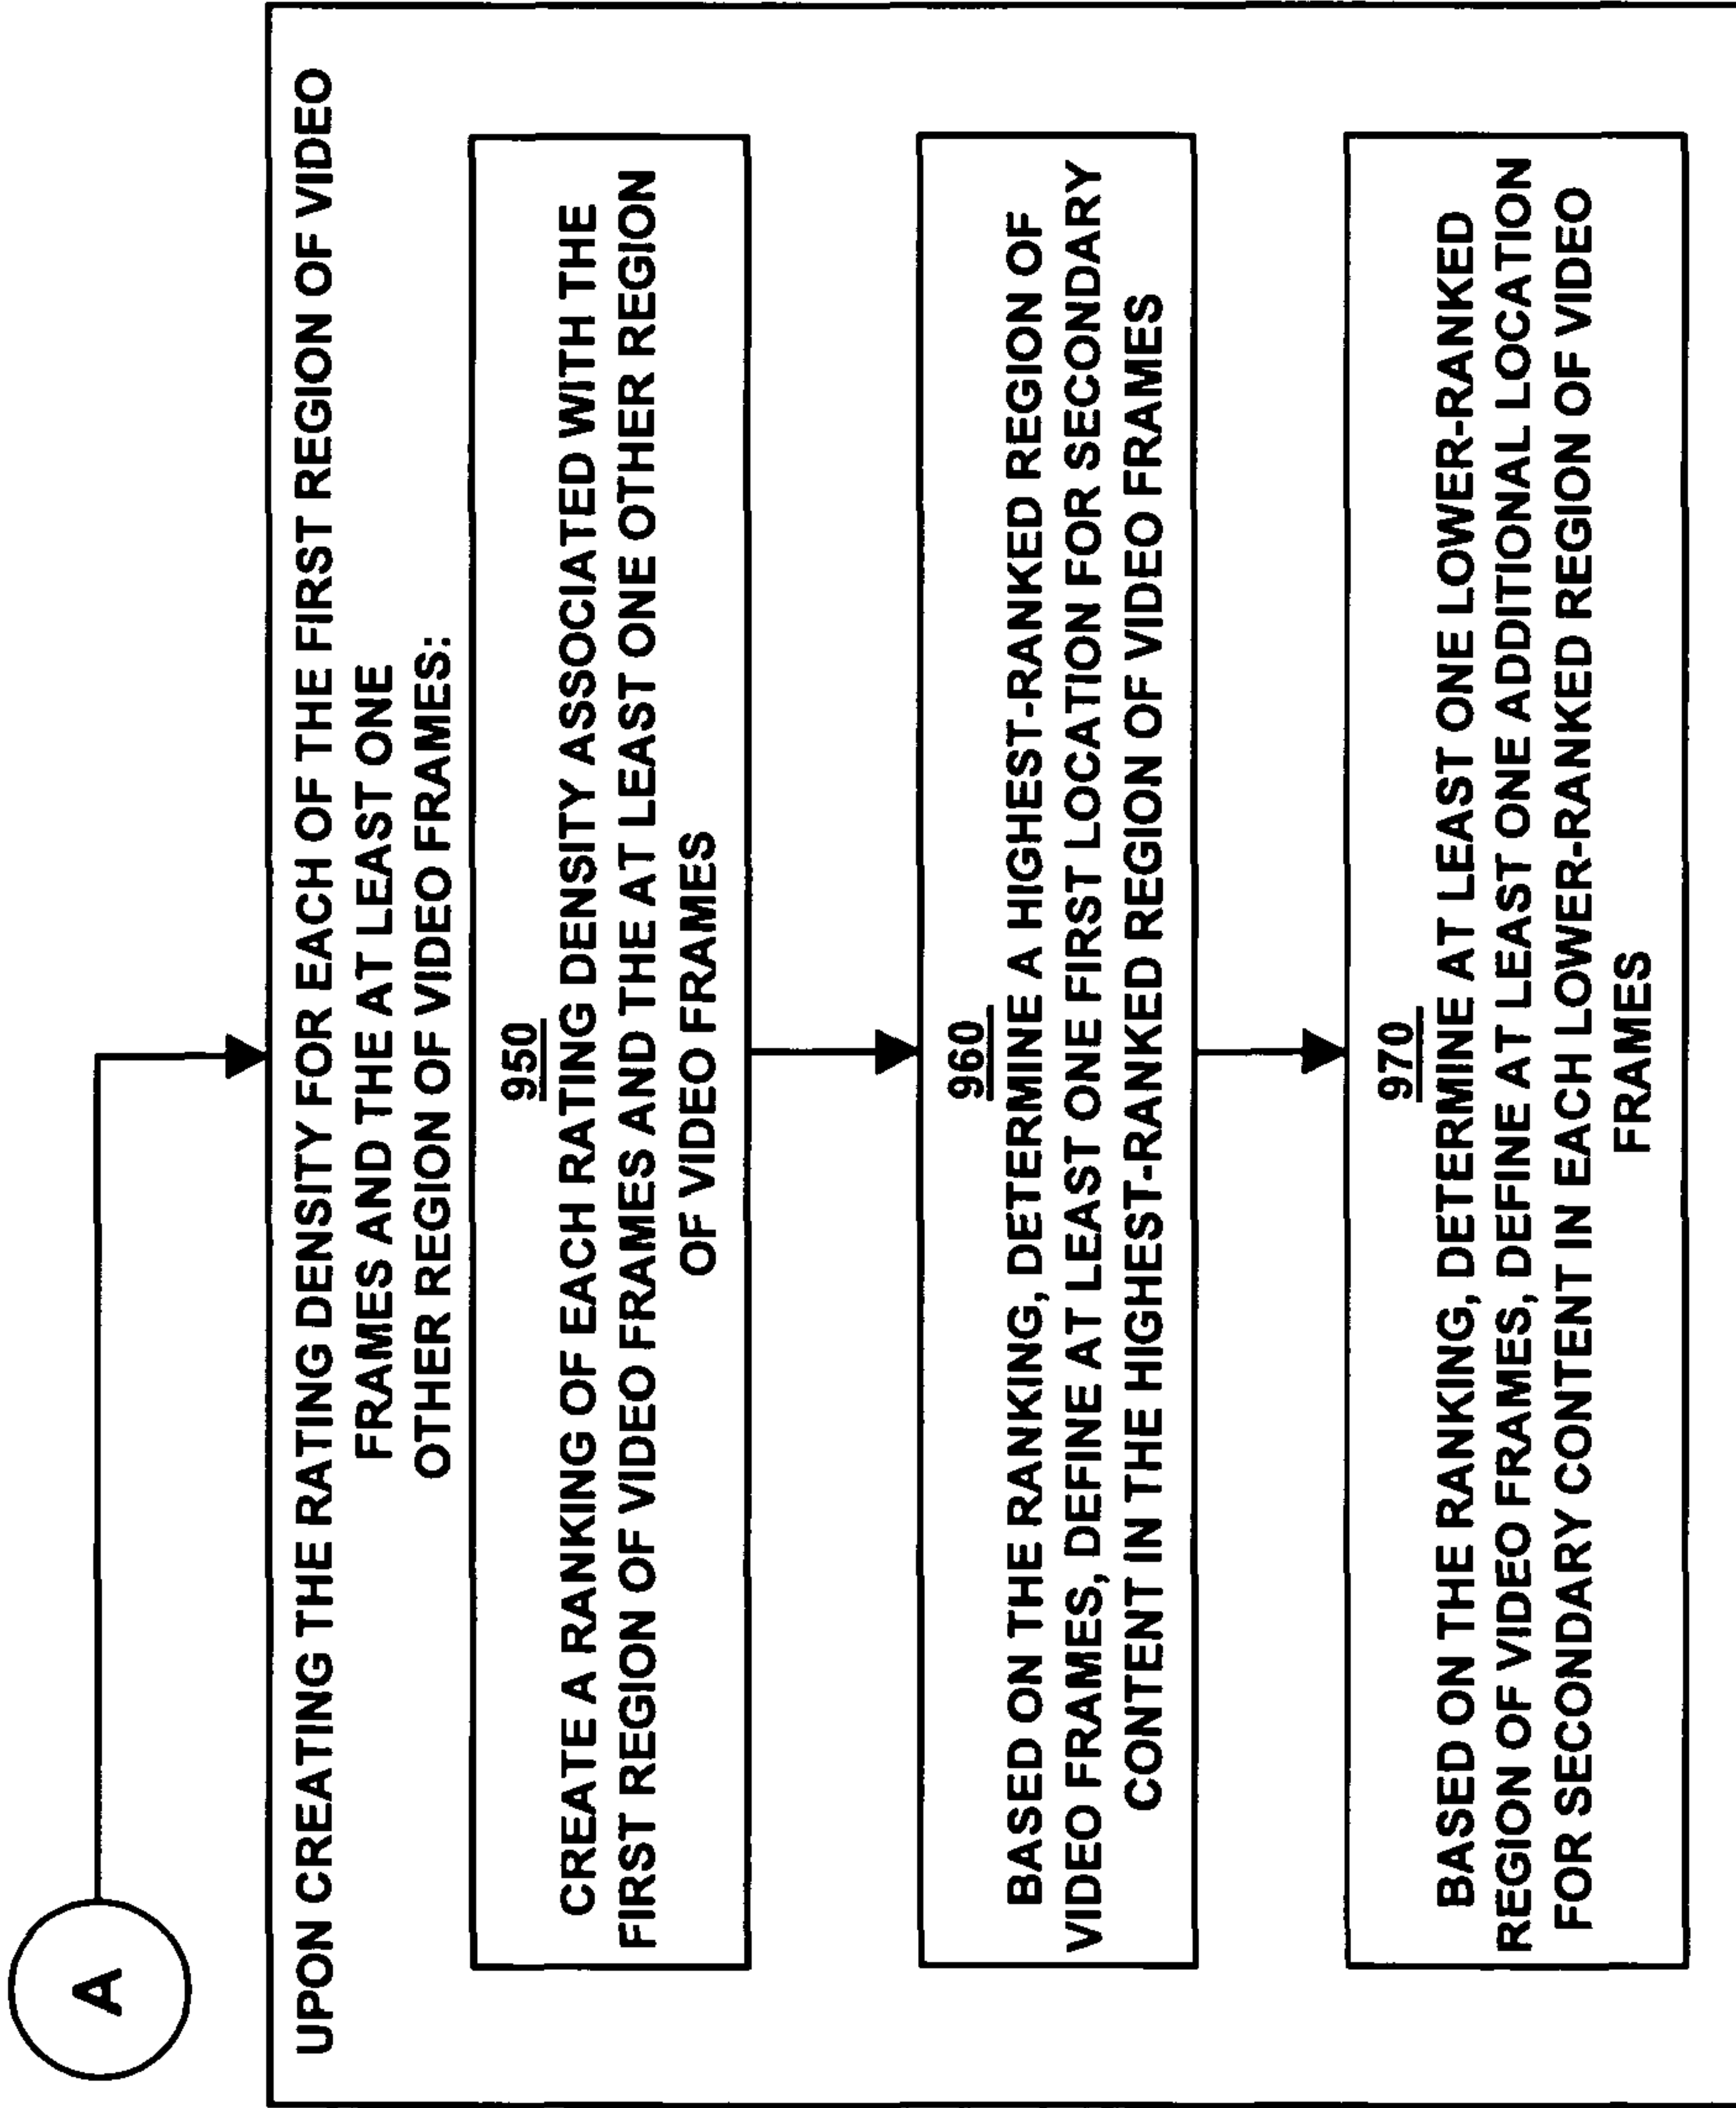 A
UPON CREATING THE RATING DENSITY FOR EACH OF THE FIRST REGION OF VIDEO
FRAMES AND THE AT LEAST ONE
OTHER REGION OF VIDEO FRAMES:
950
CREATE A RANKING OF EACH RATING DENSITY ASSOCIATED WITH THE
FIRST REGION OF VIDEO FRAMES AND THE AT LEAST ONE OTHER REGION
OF VIDEO FRAMES
960
BASED ON THE RANKING, DETERMINE A HIGHEST-RANKED REGION OF
VIDEO FRAMES, DEFINE AT LEAST ONE FIRST LOCATION FOR SECONDARY
CONTENT IN THE HIGHEST-RANKED REGION OF VIDEO FRAMES
970
BASED ON THE RANKING, DETERMINE AT LEAST ONE LOWER-RANKED
REGION OF VIDEO FRAMES, DEFINE AT LEAST ONE ADDITIONAL LOCATION
FOR SECONDARY CONTENT IN EACH LOWER-RANKED REGION OF VIDEO
FRAMES